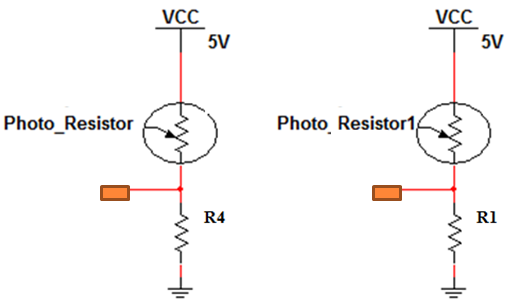 VCC
5V
Photo_Resistor
R4
VCC
5V
Photo_Resistor1
R1